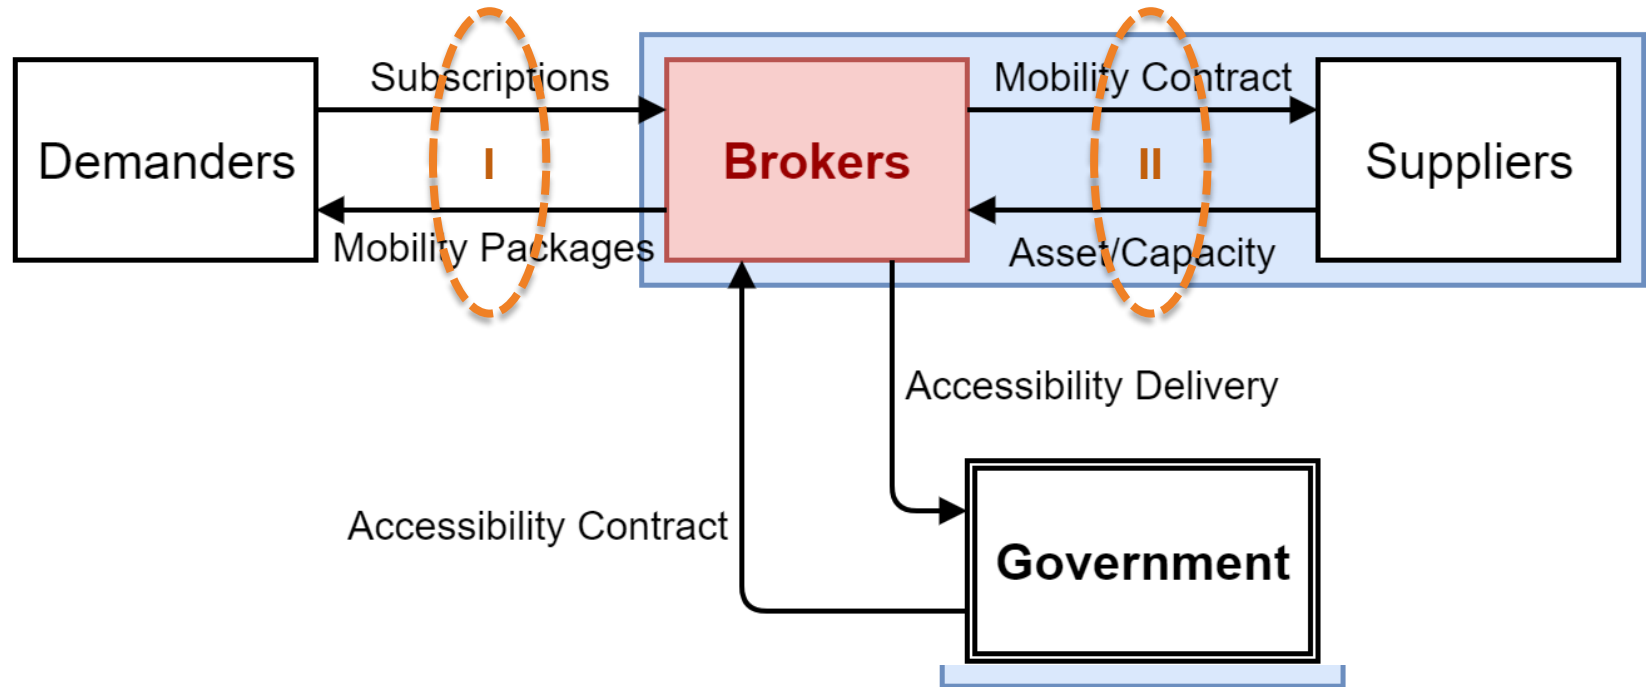 Subscriptions
Mobility Contract
Demanders
I
Brokers
II
Suppliers
Mobility Packages
Asset/Capacity
Accessibility Delivery
Accessibility Contract
Government